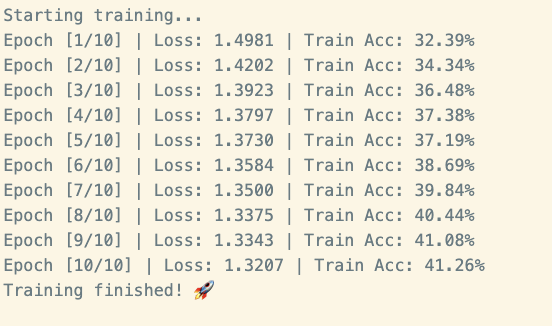 Starting training...
Epoch [1/10] | Loss: 1.4981 | Train Acc: 32.39%
Epoch [2/10] | Loss: 1.4202 | Train Acc: 34.34%
Epoch [3/10] | Loss: 1.3923 | Train Acc: 36.48%
Epoch [4/10] | Loss: 1.3797 | Train Acc: 37.38%
Epoch [5/10] | Loss: 1.3730 | Train Acc: 37.19%
Epoch [6/10] | Loss: 1.3584 | Train Acc: 38.69%
Epoch [7/10] | Loss: 1.3500 | Train Acc: 39.84%
Epoch [8/10] | Loss: 1.3375 | Train Acc: 40.44%
Epoch [9/10] | Loss: 1.3343 | Train Acc: 41.08%
Epoch [10/10] | Loss: 1.3207 | Train Acc: 41.26%
Training finished! 🚀